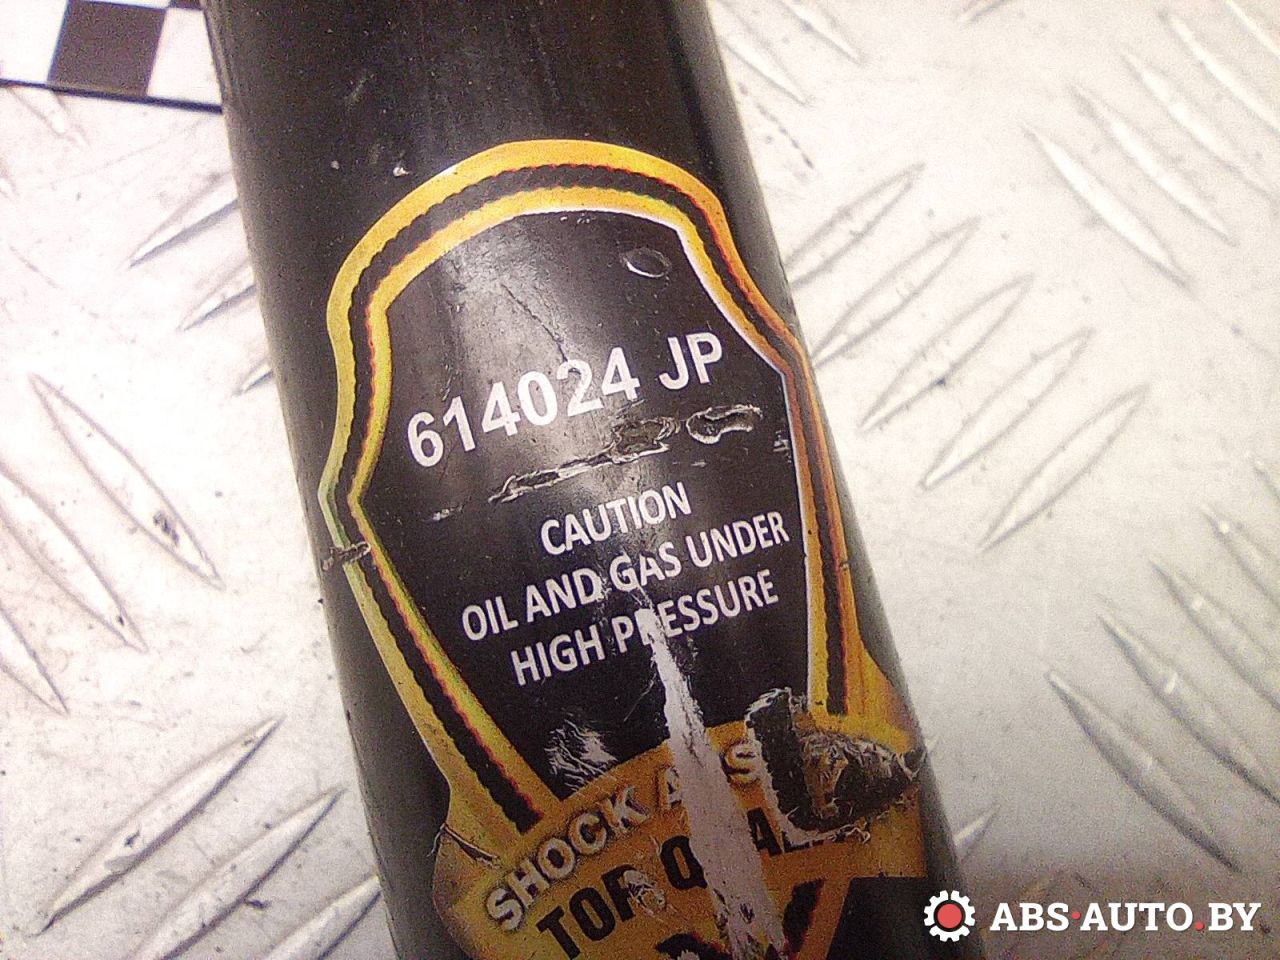 614024 JP
CAUTION
OIL AND GAS UNDER
HIGH PRESSURE
SHOCK
TOP
ABS·AUTO.BY